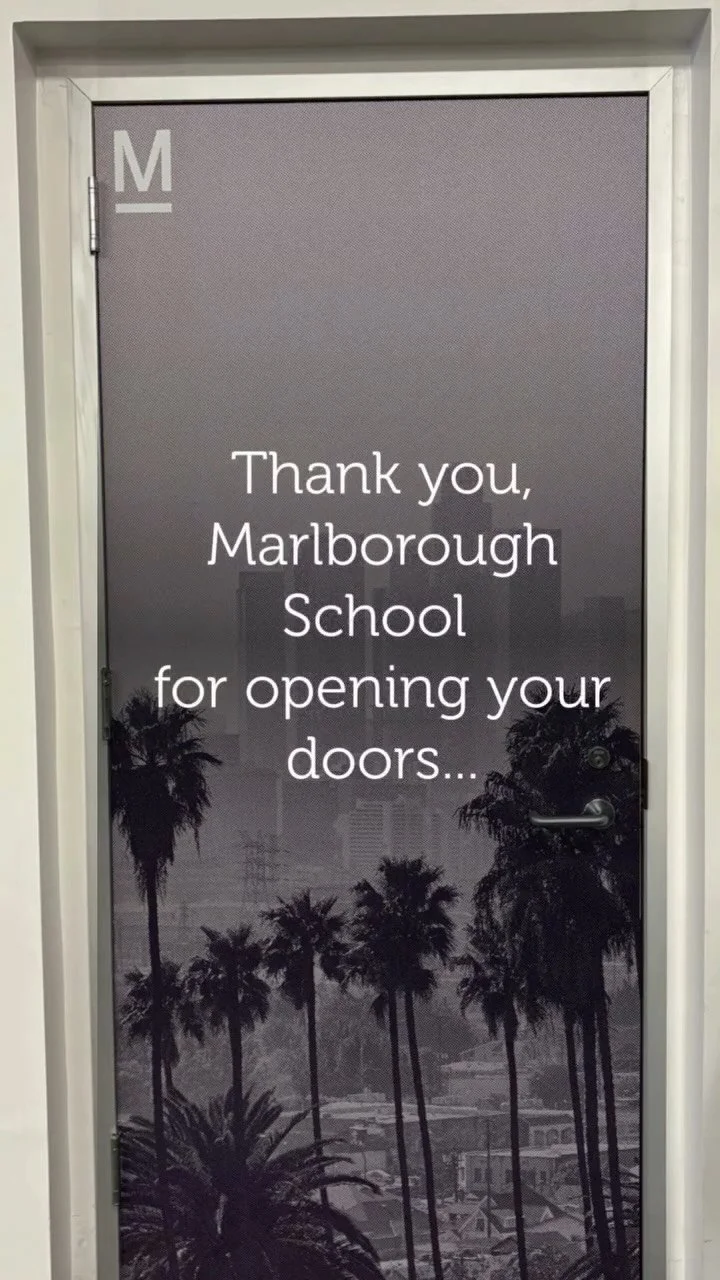 M
Thank you,
Marlborough
School
for opening your
doors...